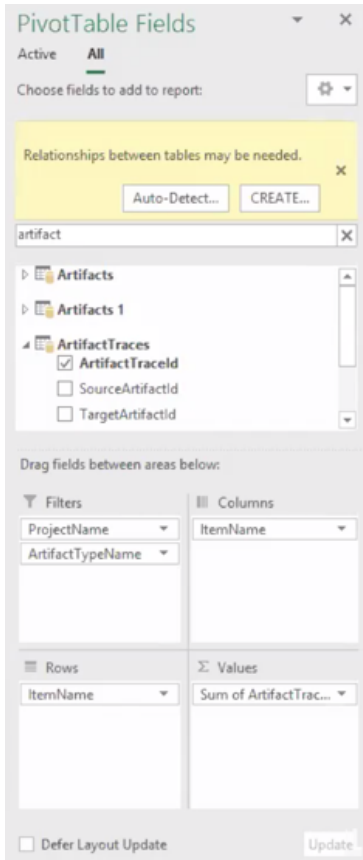 PivotTable Fields
Active All
Choose fields to add to report:
Relationships between tables may be needed.
Auto-Detect... CREATE...
artifact
Artifacts
Artifacts 1
ArtifactTraces
ArtifactTraceId
SourceArtifactId
TargetArtifactId
Drag fields between areas below:
Filters
ProjectName
ArtifactTypeName
Columns
ItemName
Rows
ItemName
Σ Values
Sum of ArtifactTrac...
Defer Layout Update
Update